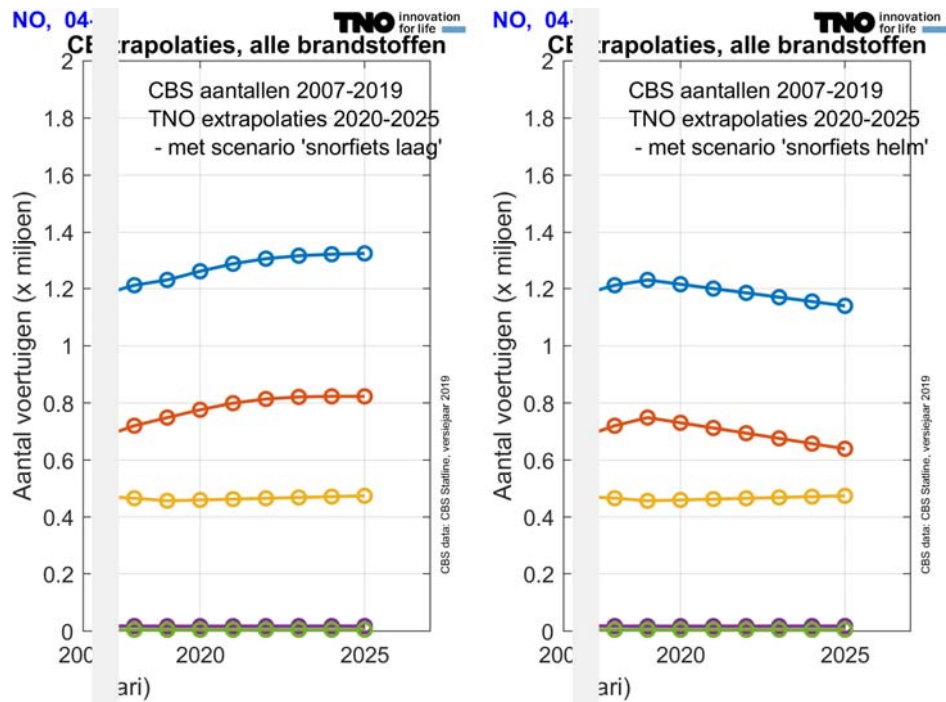 NO, 04-
TNO innovation
for life
CB trapolaties, alle brandstoffen
CBS aantallen 2007-2019
TNO extrapolaties 2020-2025
- met scenario 'snorfiets laag'
Aantal voertuigen (x miljoen)
2
1.8
1.6
1.4
1.2
1
0.8
0.6
0.4
0.2
0
200 2020 2025
ari)
CBS data: CBS Statline, versiejaar 2019
NO, 04-
TNO innovation
for life
CB trapolaties, alle brandstoffen
CBS aantallen 2007-2019
TNO extrapolaties 2020-2025
- met scenario 'snorfiets helm'
Aantal voertuigen (x miljoen)
2
1.8
1.6
1.4
1.2
1
0.8
0.6
0.4
0.2
0
200 2020 2025
ari)
CBS data: CBS Statline, versiejaar 2019